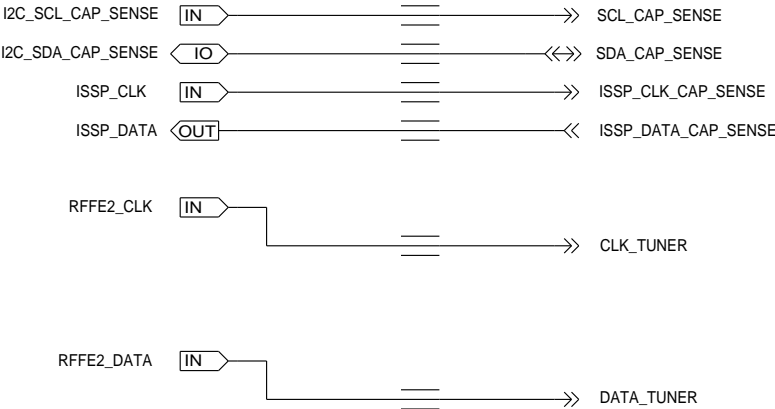 I2C_SCL_CAP_SENSE IN SCL_CAP_SENSE
I2C_SDA_CAP_SENSE IO SDA_CAP_SENSE
ISSP_CLK IN ISSP_CLK_CAP_SENSE
ISSP_DATA OUT ISSP_DATA_CAP_SENSE
RFFE2_CLK IN
CLK_TUNER
RFFE2_DATA IN
DATA_TUNER